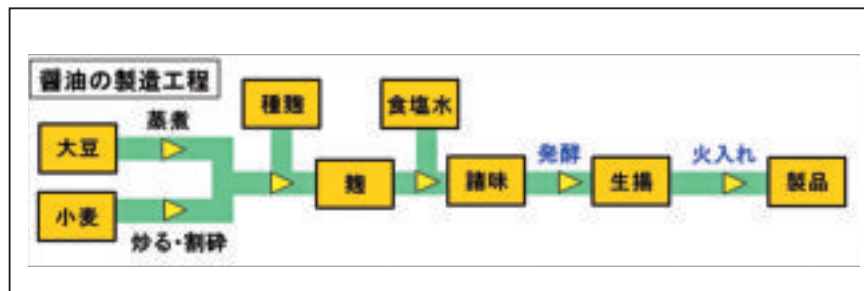 醤油の製造工程
種麹
食塩水
蒸煮
大豆
発酵
火入れ
麹
諸味
生揚
製品
小麦
炒る・割砕